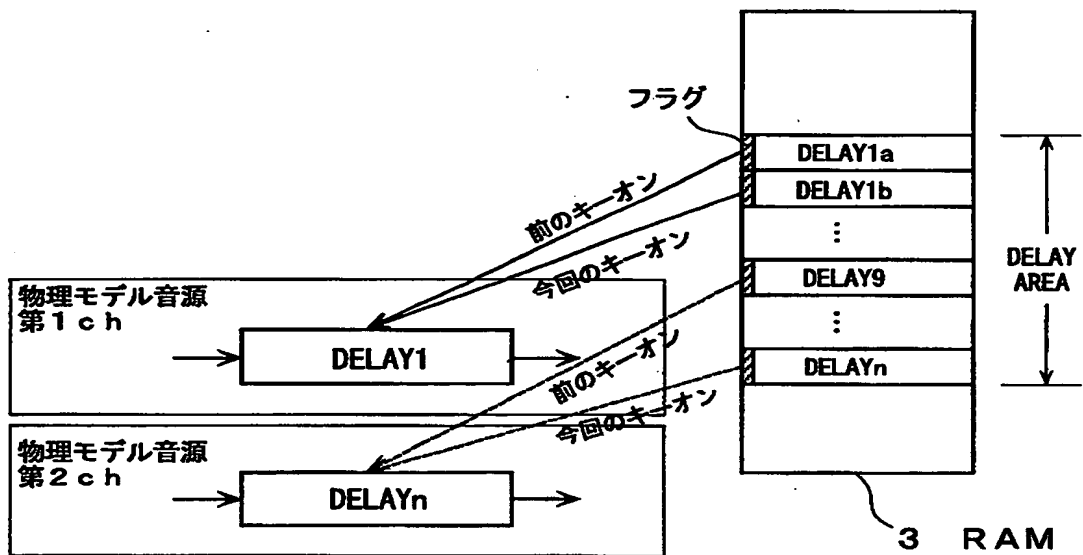 フラグ
DELAY1a
DELAY1b
⋮
DELAY9
⋮
DELAYn
DELAY
AREA
前のキーオン
今回のキーオン
物理モデル音源
第1ch
DELAY1
前のキーオン
今回のキーオン
物理モデル音源
第2ch
DELAYn
3 RAM